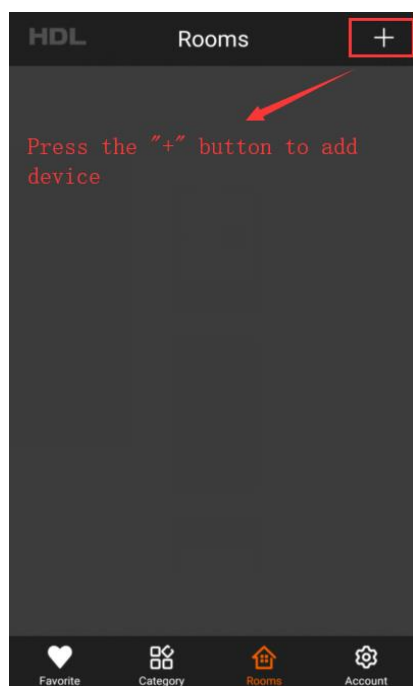 HDL Rooms +
Press the "+" button to add
device
Favorite Category Rooms Account